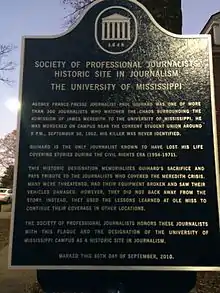 1848
SOCIETY OF PROFESSIONAL JOURNALISTS
HISTORIC SITE IN JOURNALISM
THE UNIVERSITY OF MISSISSIPPI
AGENCE FRANCE PRESSE JOURNALIST PAUL GUIHARD WAS ONE OF MORE
THAN 300 JOURNALISTS WHO WATCHED THE CHAOS SURROUNDING THE
ADMISSION OF JAMES MEREDITH TO THE UNIVERSITY OF MISSISSIPPI. HE
WAS MURDERED ON CAMPUS NEAR THE CURRENT STUDENT UNION AROUND
9 P.M., SEPTEMBER 30, 1962. HIS KILLER WAS NEVER IDENTIFIED.
GUIHARD IS THE ONLY JOURNALIST KNOWN TO HAVE LOST HIS LIFE
COVERING STORIES DURING THE CIVILS RIGHTS ERA
THIS HISTORIC DESIGNATION MEMORIALIZES GUIHARD'S SACRIFICE AND
PAYS TRIBUTE TO THE JOURNALISTS WHO COVERED THE MEREDITH CRISIS.
MANY WERE THREATENED, HAD THEIR EQUIPMENT BROKEN AND SAW THEIR
VEHICLES DAMAGED. HOWEVER, THEY DID NOT BACK AWAY FROM THE
STORY. INSTEAD, THEY USED THE LESSONS LEARNED AT OLE MISS TO
CONTINUE THEIR COVERAGE IN OTHER LOCATIONS.
THE SOCIETY OF PROFESSIONAL JOURNALISTS HONORS THESE JOURNALISTS
WITH THIS PLAQUE AND THE DESIGNATION OF THE UNIVERSITY OF
MISSISSIPPI CAMPUS AS A HISTORIC SITE IN JOURNALISM.
MARKED THIS 30TH DAY OF SEPTEMBER, 2010.